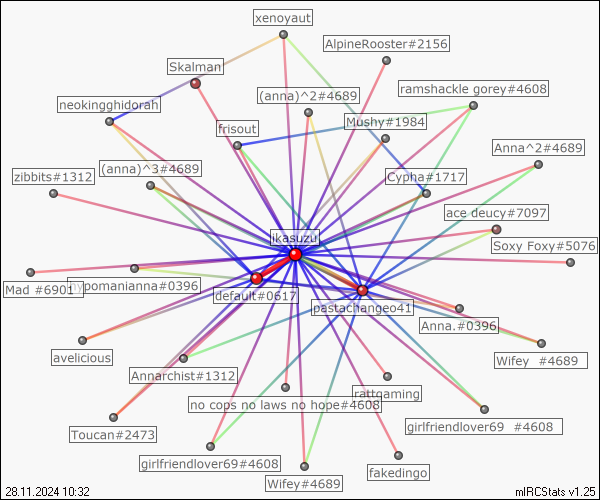 xenoyaut
AlpineRooster#2156
Skalman
ramshackle gorey#4608
(anna)^2#4689
neokingghidorah
Mushy#1984
frisout
Anna^2#4689
(anna)^3#4689
zibbits#1312
Cypha#1717
ace deucy#7097
ikasuzu
Soxy Foxy#5076
Mad #6901
hypomanianna#0396
default#0617
pastachangeo41
Anna.#0396
avelicious
Wifey #4689
Annarchist#1312
rattgaming
no cops no laws no hope#4608
Toucan#2473
girlfriendlover69 #4608
girlfriendlover69#4608
fakedingo
Wifey#4689
28.11.2024 10:32
mIRCStats v1.25